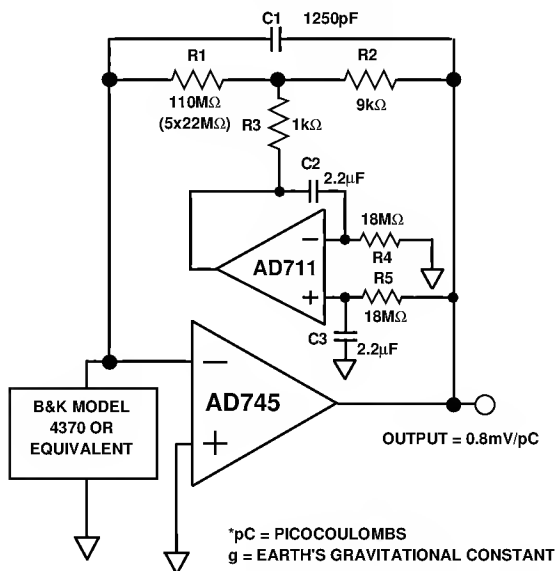 C1 1250pF
R1
R2
110MΩ
(5x22MΩ)
9kΩ
R3
1kΩ
C2
2.2μF
18MΩ
R4
AD711
R5
18MΩ
C3
2.2μF
AD745
B&K MODEL
4370 OR
EQUIVALENT
OUTPUT = 0.8mV/pC
*pC = PICOCOULOMBS
g = EARTH'S GRAVITATIONAL CONSTANT